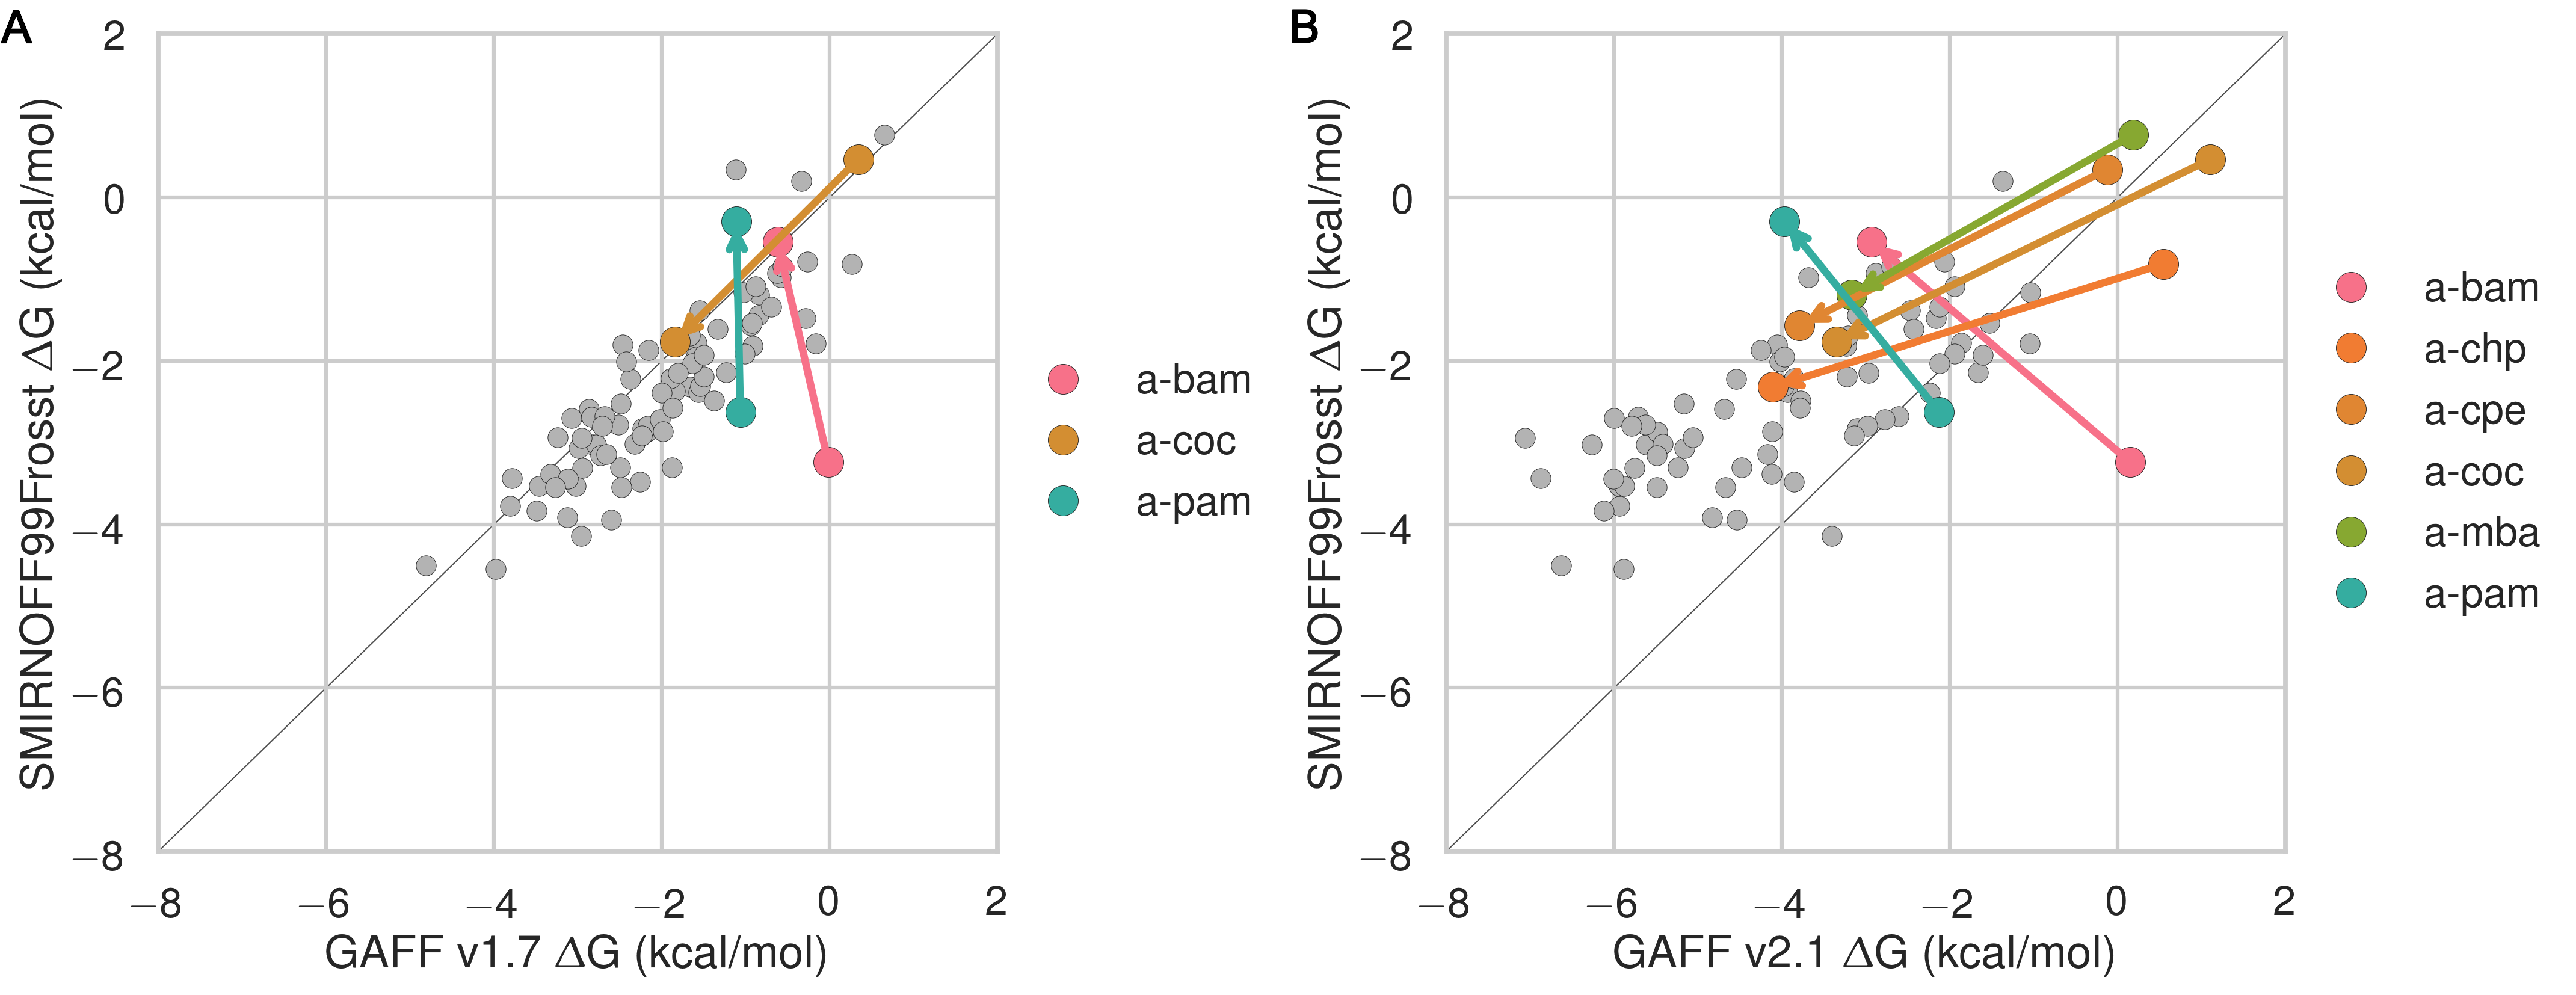 A
SMIRNOFF99Frosst ΔG (kcal/mol)
2
0
−2
−4
−6
−8
−8 −6 −4 −2 0 2
GAFF v1.7 ΔG (kcal/mol)
a-bam
a-coc
a-pam
B
SMIRNOFF99Frosst ΔG (kcal/mol)
2
0
−2
−4
−6
−8
−8 −6 −4 −2 0 2
GAFF v2.1 ΔG (kcal/mol)
a-bam
a-chp
a-cpe
a-coc
a-mba
a-pam